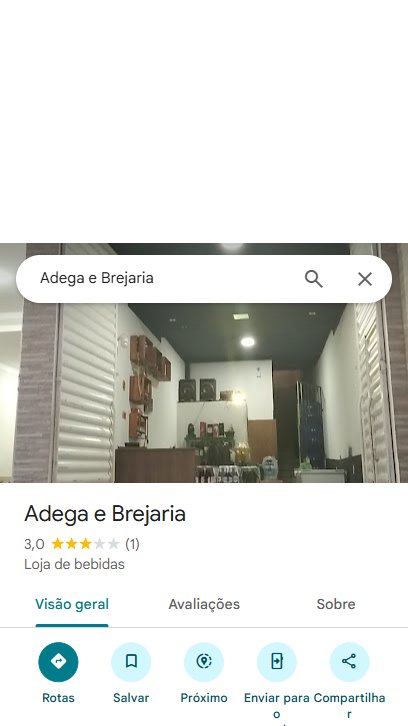 Adega e Brejaria
Adega e Brejaria
3,0 (1)
Loja de bebidas
Visão geral Avaliações Sobre
Rotas Salvar Próximo Enviar para o Compartilhar